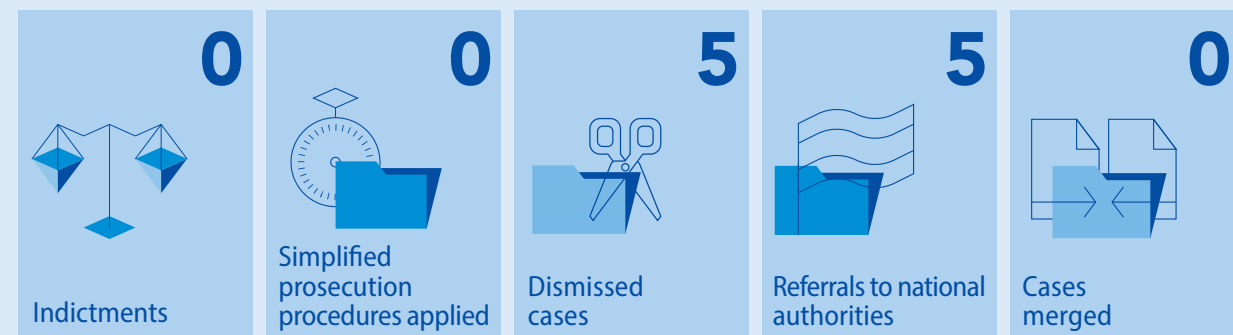 0
Indictments
0
Simplified
prosecution
procedures applied
5
Dismissed
cases
5
Referrals to national
authorities
0
Cases
merged